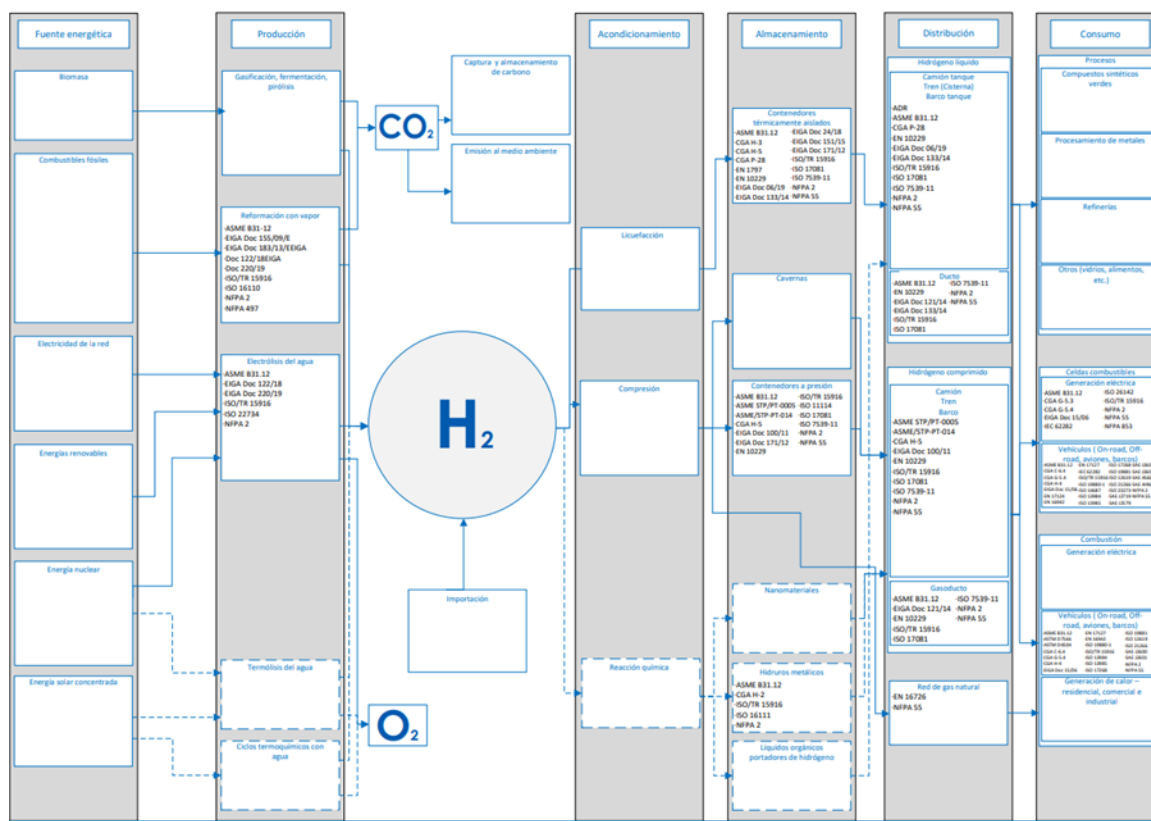 Fuente energética
Biomasa
Combustibles fósiles
Electricidad de la red
Energías renovables
Energía nuclear
Energía solar concentrada
Producción
Gasificación, fermentación,
pirólisis
Reformación con vapor
-ASME B31-12
-EIGA Doc 155/09/E
-EIGA Doc 183/13/EEIGA
-Doc 122/18EIGA
-Doc 220/19
-ISO/TR 15916
-ISO 16110
-NFPA 2
-NFPA 497
Electrólisis del agua
-ASME B31.12
-EIGA Doc 122/18
-EIGA Doc 220/19
-ISO/TR 15916
-ISO 22734
-NFPA 2
Termólisis del agua
Ciclos termoquímicos con
agua
CO2
Captura y almacenamiento
de carbono
Emisión al medio ambiente
H2
Importación
O2
Acondicionamiento
Licuefacción
Compresión
Reacción química
Almacenamiento
Contenedores
térmicamente aislados
-ASME B31.12 -EIGA Doc 24/18
-CGA H-3 -EIGA Doc 151/15
-CGA H-5 -EIGA Doc 171/12
-CGA P-28 -ISO/TR 15916
-EN 1797 -ISO 17081
-EN 10229 -ISO 7539-11
-EIGA Doc 06/19 -NFPA 2
-EIGA Doc 133/14 -NFPA 55
Cavernas
Contenedores a presión
-ASME B31.12 -ISO/TR 15916
-ASME STP/PT-0005 -ISO 11114
-ASME/STP-PT-014 -ISO 17081
-CGA H-5 -ISO 7539-11
-EIGA Doc 100/11 -NFPA 2
-EIGA Doc 171/12 -NFPA 55
-EN 10229
Nanomateriales
Hidruros metálicos
-ASME B31.12
-CGA H-2
-ISO/TR 15916
-ISO 16111
-NFPA 2
Líquidos orgánicos
portadores de hidrógeno
Distribución
Hidrógeno líquido
Camión tanque
Tren (Cisterna)
Barco tanque
-ADR
-ASME B31.12
-CGA P-28
-EN 10229
-EIGA Doc 06/19
-EIGA Doc 133/14
-ISO/TR 15916
-ISO 17081
-ISO 7539-11
-NFPA 2
-NFPA 55
Ducto
-ASME B31.12 -ISO 7539-11
-EN 10229 -NFPA 2
-EIGA Doc 121/14 -NFPA 55
-EIGA Doc 133/14
-ISO/TR 15916
-ISO 17081
Hidrógeno comprimido
Camión
Tren
Barco
-ASME STP/PT-0005
-ASME/STP-PT-014
-CGA H-5
-EIGA Doc 100/11
-EN 10229
-ISO/TR 15916
-ISO 17081
-ISO 7539-11
-NFPA 2
-NFPA 55
Gasoducto
-ASME B31.12 -ISO 7539-11
-EIGA Doc 121/14 -NFPA 2
-EN 10229 -NFPA 55
-ISO/TR 15916
-ISO 17081
Red de gas natural
-EN 16726
-NFPA 55
Consumo
Procesos
Compuestos sintéticos
verdes
Procesamiento de metales
Refinerías
Otros (vidrios, alimentos,
etc.)
Celdas combustibles
Generación eléctrica
-ASME B31.12 -ISO 26142
-CGA G-5.3 -ISO/TR 15916
-CGA G-5.4 -NFPA 2
-EIGA Doc 15/06 -NFPA 55
-IEC 62282 -NFPA 853
Vehículos ( On-road, Off-
road, aviones, barcos)
Combustión
Generación eléctrica
Vehículos ( On-road, Off-
road, aviones, barcos)
Generación de calor –
residencial, comercial e
industrial